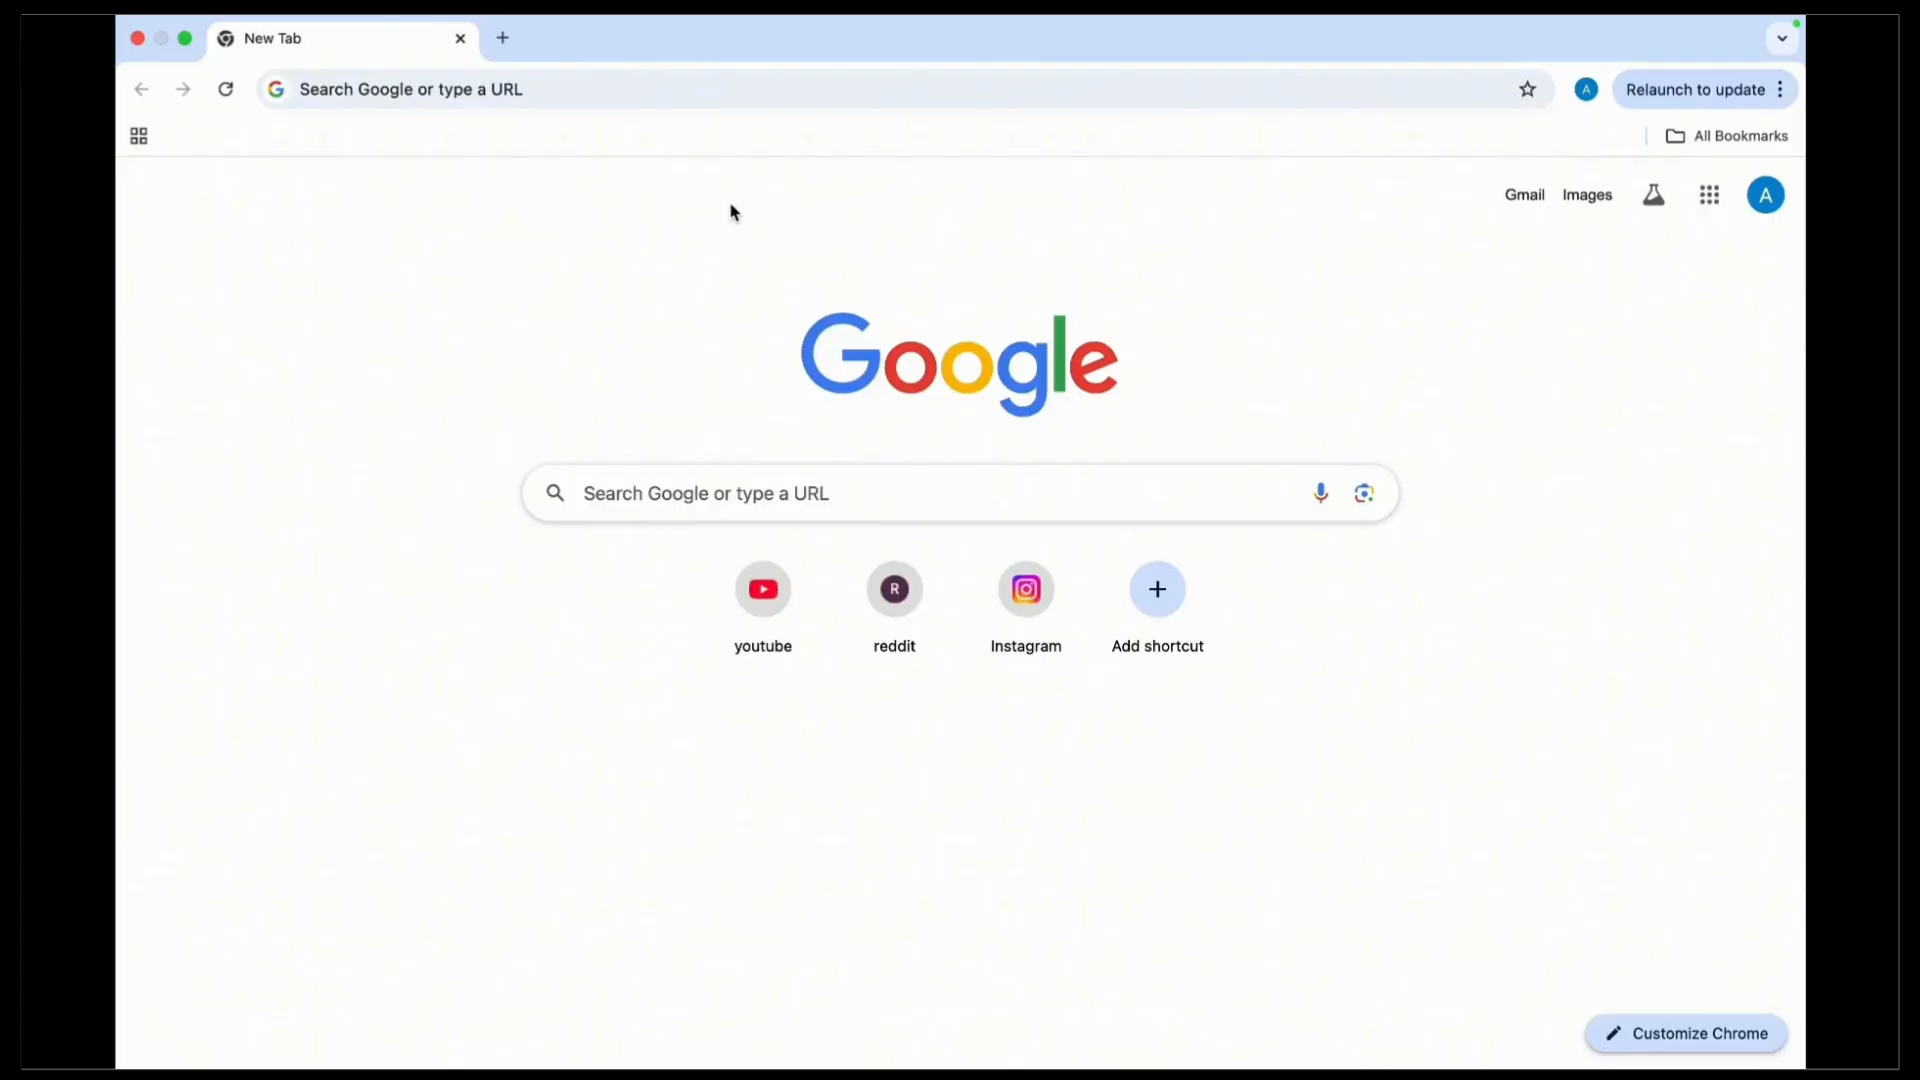 New Tab
Search Google or type a URL
A
Relaunch to update
All Bookmarks
Gmail
Images
A
Google
Search Google or type a URL
R
youtube
reddit
Instagram
Add shortcut
Customize Chrome